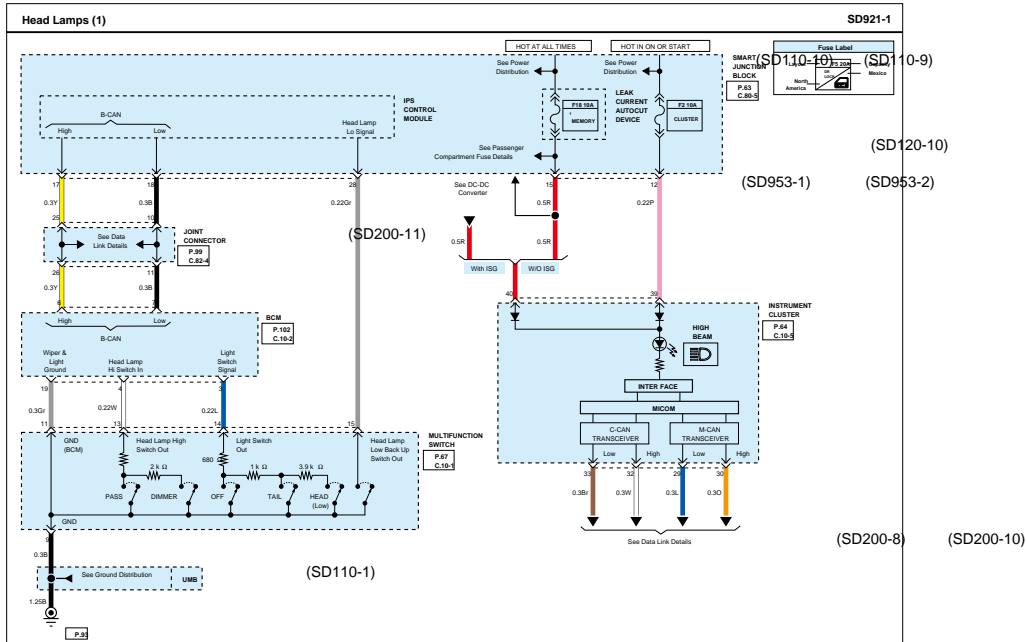 Head Lamps (1)
SD921-1
HOT AT ALL TIMES
HOT IN ON OR START
Fuse Label
See Power
Distribution
See Power
Distribution
SMART
JUNCTION
BLOCK
P.63
C.80-5
(SD110-10)
(SD110-9)
North
America
Mexico
IPS
CONTROL
MODULE
LEAK
CURRENT
AUTOCUT
DEVICE
F18 10A
1
MEMORY
F2 10A
CLUSTER
B-CAN
High
Low
Head Lamp
Lo Signal
See Passenger
Compartment Fuse Details
(SD120-10)
17
18
28
15
12
0.3Y
0.3B
0.22Gr
See DC-DC
Converter
0.5R
0.22P
(SD953-1)
(SD953-2)
25
10
See Data
Link Details
JOINT
CONNECTOR
P.99
C.82-4
(SD200-11)
0.5R
0.5R
With ISG
W/O ISG
26
11
0.3Y
0.3B
6
7
40
39
High
Low
B-CAN
BCM
P.102
C.10-2
INSTRUMENT
CLUSTER
P.64
C.10-5
HIGH
BEAM
Wiper &
Light
Ground
Head Lamp
Hi Switch In
Light
Switch
Signal
INTER FACE
MICOM
19
4
3
0.3Gr
0.22W
0.22L
11
13
14
15
C-CAN
TRANSCEIVER
M-CAN
TRANSCEIVER
GND
(BCM)
Head Lamp High
Switch Out
Light Switch
Out
Head Lamp
Low Back Up
Switch Out
MULTIFUNCTION
SWITCH
P.67
C.10-1
Low
High
Low
High
680 Ω
2 k Ω
1 k Ω
3.9 k Ω
33
32
29
30
0.3Br
0.3W
0.3L
0.3O
PASS
DIMMER
OFF
TAIL
HEAD
(Low)
GND
See Data Link Details
(SD200-8)
(SD200-10)
9
0.3B
See Ground Distribution
UMB
(SD110-1)
1.25B
P.93